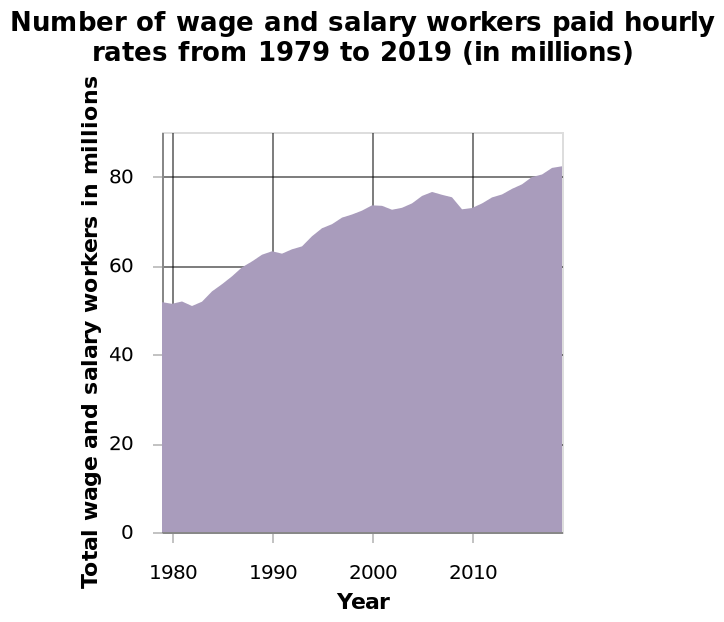 Number of wage and salary workers paid hourly
rates from 1979 to 2019 (in millions)
Total wage and salary workers in millions
80
60
40
20
0
1980 1990 2000 2010
Year